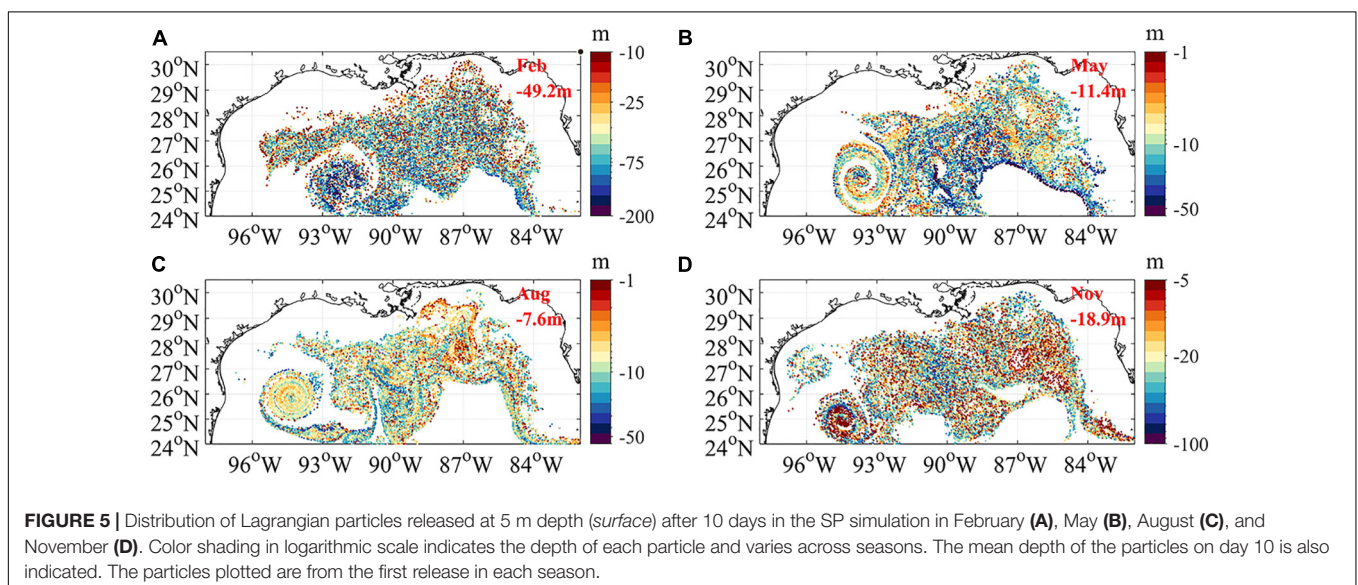 A
m
30°N
29°N
28°N
27°N
26°N
25°N
24°N
96°W 93°W 90°W 87°W 84°W
Feb
-49.2m
-10
-25
-75
-200
B
m
30°N
29°N
28°N
27°N
26°N
25°N
24°N
96°W 93°W 90°W 87°W 84°W
May
-11.4m
-1
-10
-50
C
m
30°N
29°N
28°N
27°N
26°N
25°N
24°N
96°W 93°W 90°W 87°W 84°W
Aug
-7.6m
-1
-10
-50
D
m
30°N
29°N
28°N
27°N
26°N
25°N
24°N
96°W 93°W 90°W 87°W 84°W
Nov
-18.9m
-5
-20
-100
FIGURE 5 | Distribution of Lagrangian particles released at 5 m depth (surface) after 10 days in the SP simulation in February (A), May (B), August (C), and
November (D). Color shading in logarithmic scale indicates the depth of each particle and varies across seasons. The mean depth of the particles on day 10 is also
indicated. The particles plotted are from the first release in each season.